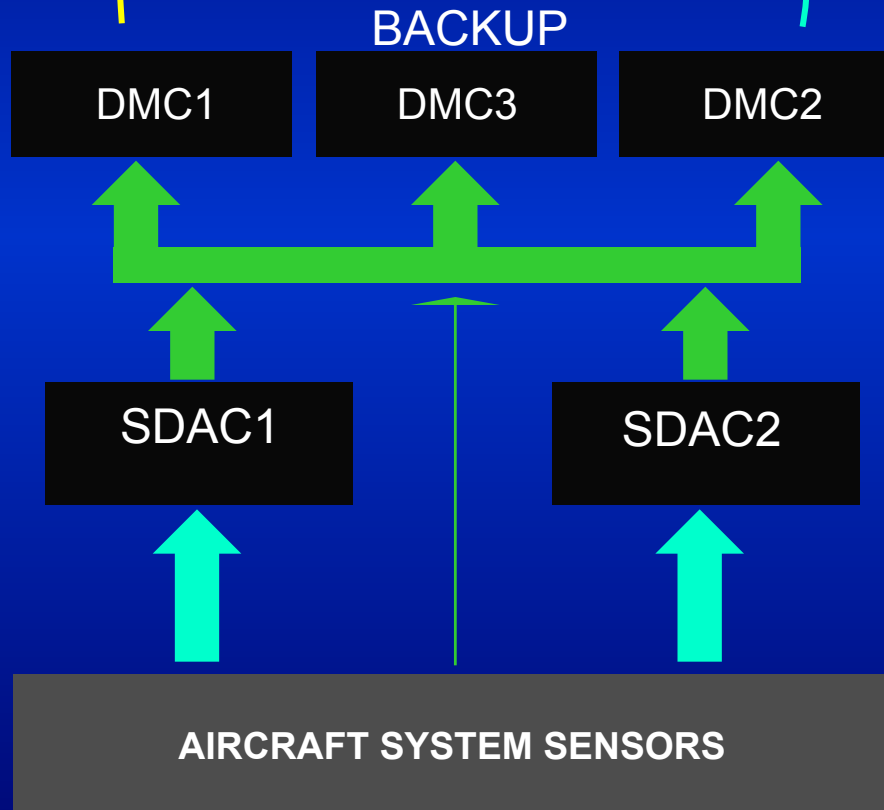 BACKUP
DMC1
DMC3
DMC2
SDAC1
SDAC2
AIRCRAFT SYSTEM SENSORS